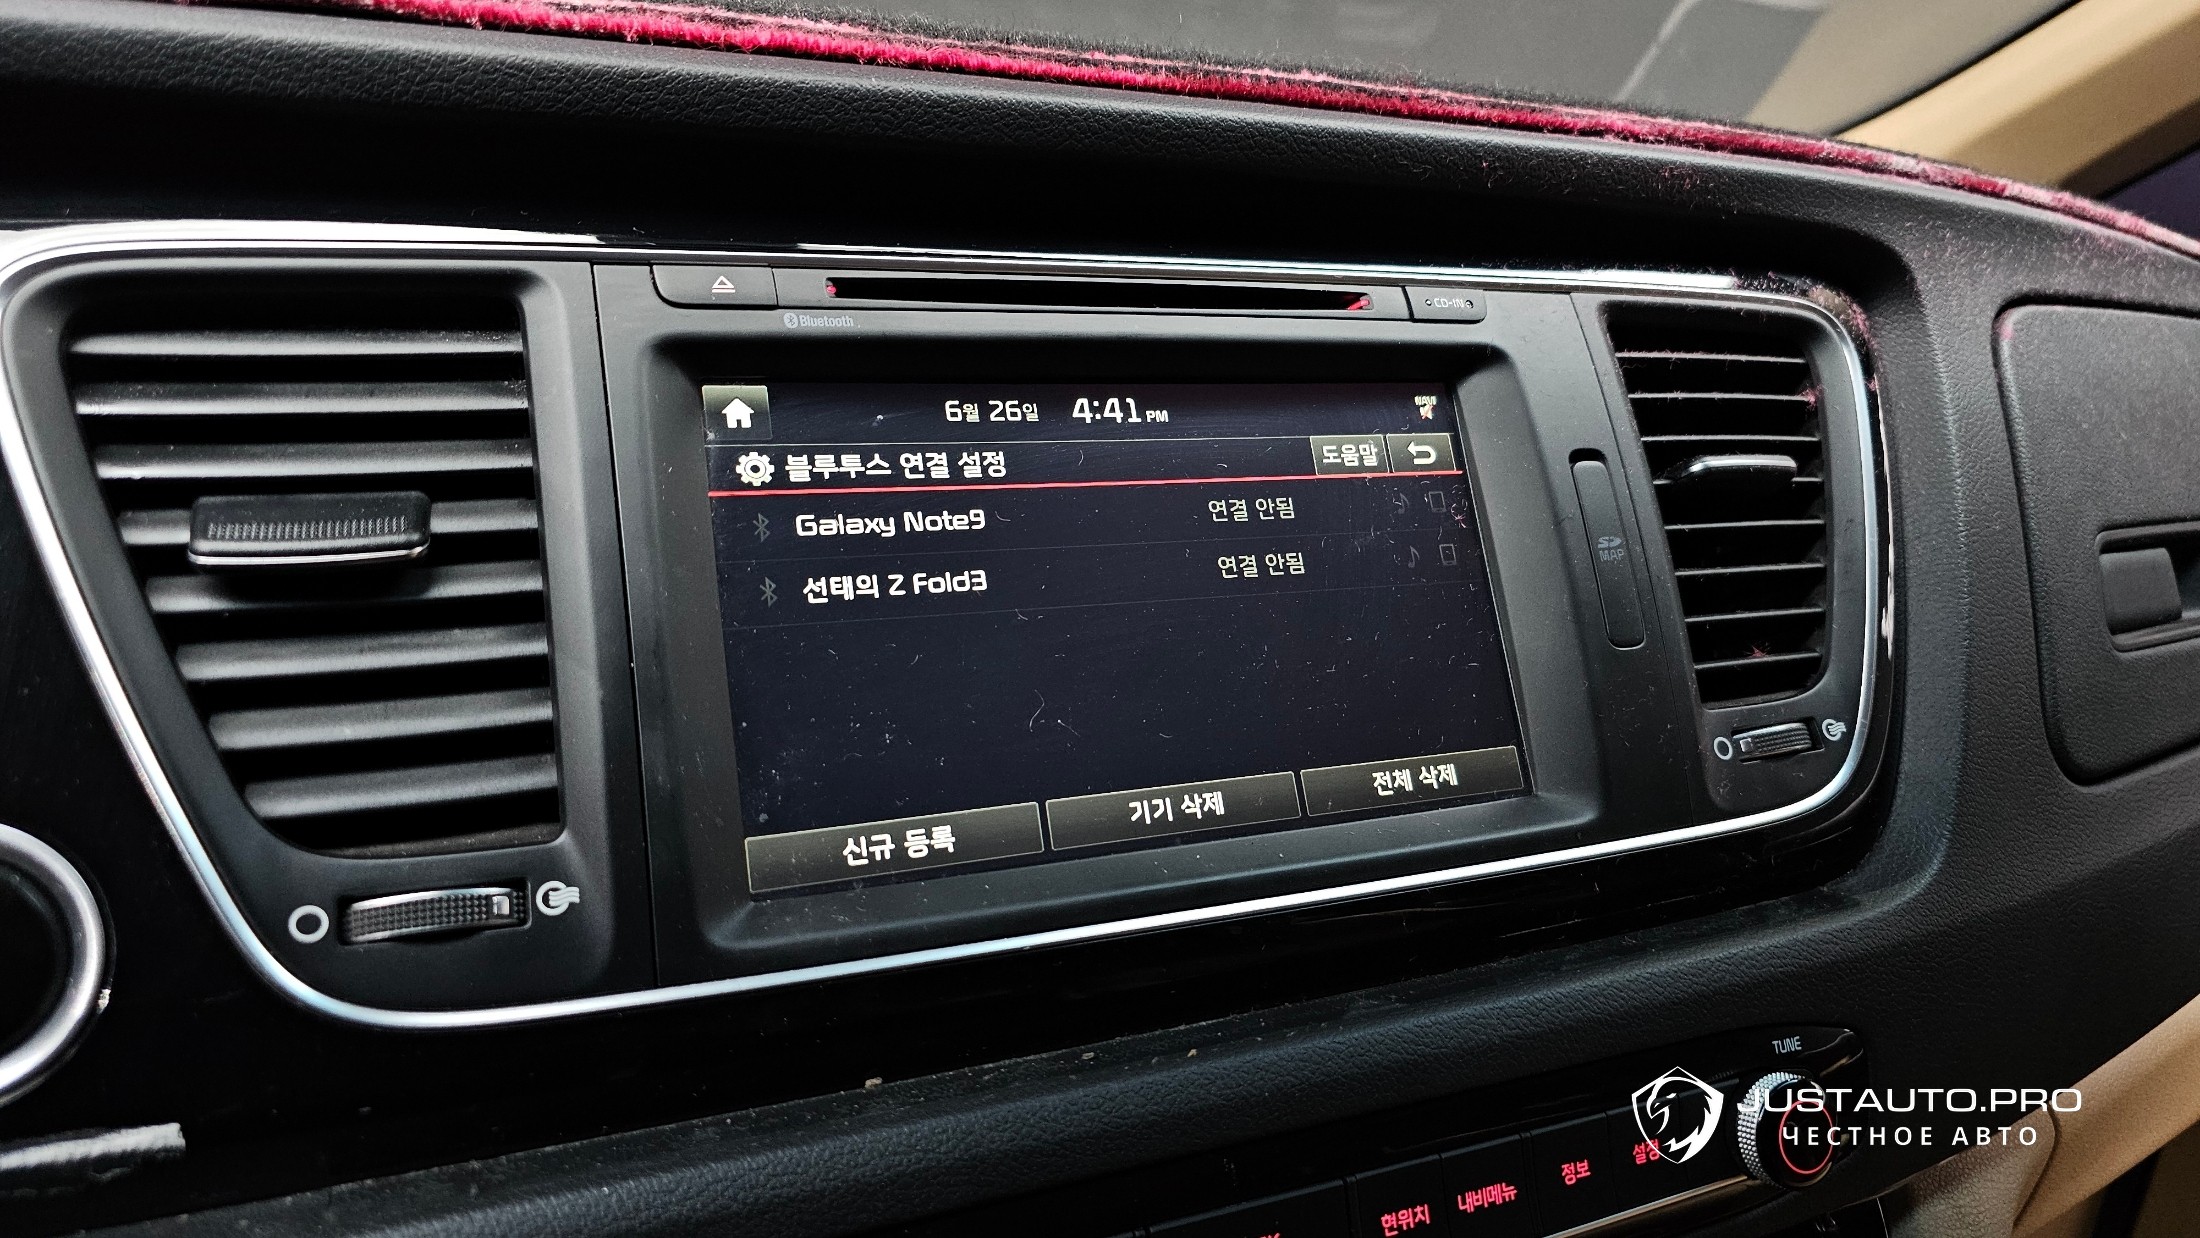 CD-IN
Bluetooth
6월 26일 4:41 PM
NAVI
블루투스 연결 설정
도움말
Galaxy Note9 연결 안됨
선태의 Z Fold3 연결 안됨
신규 등록
기기 삭제
전체 삭제
SD
MAP
TUNE
현위치
내비메뉴
정보
설정
JUSTAUTO.PRO
ЧЕСТНОЕ АВТО